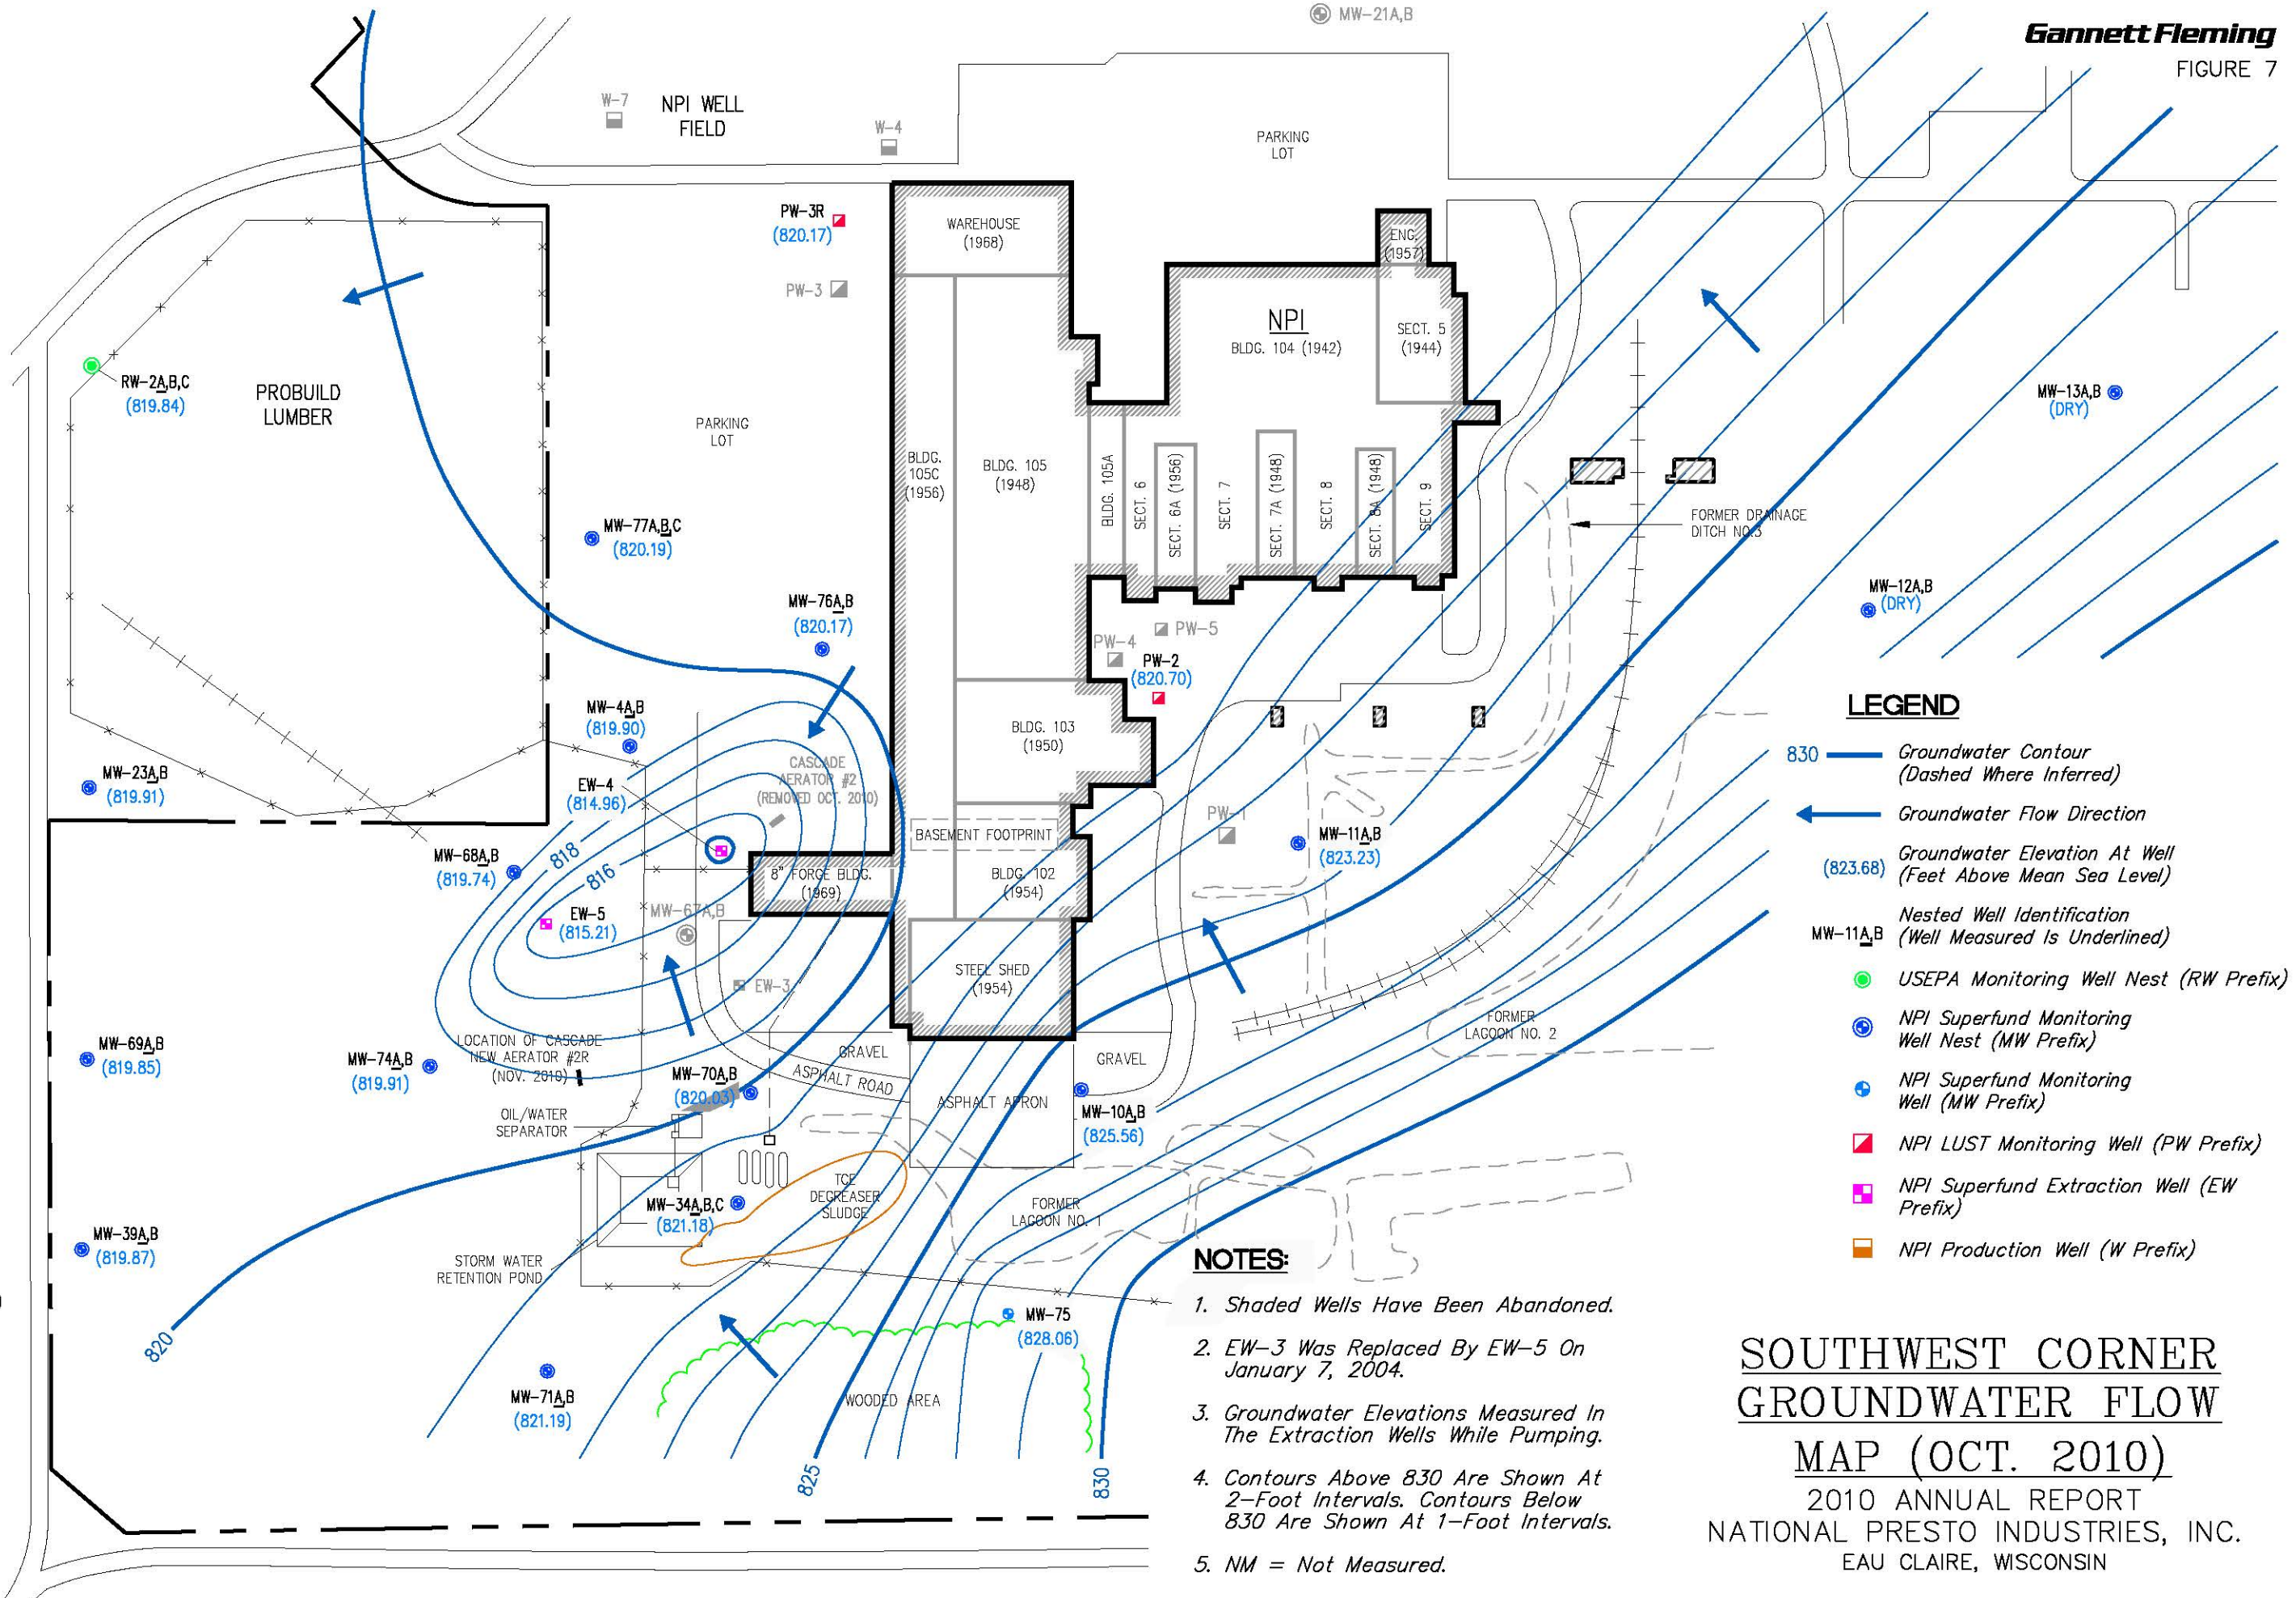 MW-21A,B
Gannett Fleming
FIGURE 7
W-7
NPI WELL
FIELD
W-4
PARKING
LOT
PW-3R
(820.17)
PW-3
WAREHOUSE
(1968)
ENG.
(1957)
NPI
BLDG. 104 (1942)
SECT. 5
(1944)
RW-2A,B,C
(819.84)
PROBUILD
LUMBER
PARKING
LOT
MW-13A,B
(DRY)
BLDG.
105C
(1956)
BLDG. 105
(1948)
BLDG. 105A
SECT. 6
SECT. 6A (1956)
SECT. 7
SECT. 7A (1948)
SECT. 8
SECT. 8A (1948)
SECT. 9
FORMER DRAINAGE
DITCH NO.3
MW-77A,B,C
(820.19)
MW-76A,B
(820.17)
MW-12A,B
(DRY)
PW-5
PW-4
PW-2
(820.70)
MW-4A,B
(819.90)
BLDG. 103
(1950)
CASCADE
AERATOR #2
(REMOVED OCT. 2010)
MW-23A,B
(819.91)
EW-4
(814.96)
PW-1
MW-11A,B
(823.23)
BASEMENT FOOTPRINT
818
816
MW-68A,B
(819.74)
8" FORGE BLDG.
(1969)
BLDG. 102
(1954)
EW-5
(815.21)
MW-67A,B
EW-3
STEEL SHED
(1954)
FORMER
LAGOON NO. 2
MW-69A,B
(819.85)
MW-74A,B
(819.91)
LOCATION OF CASCADE
NEW AERATOR #2R
(NOV. 2010)
GRAVEL
GRAVEL
ASPHALT ROAD
MW-70A,B
(820.03)
ASPHALT APRON
MW-10A,B
(825.56)
OIL/WATER
SEPARATOR
TCE
DEGREASER
SLUDGE
MW-34A,B,C
(821.18)
FORMER
LAGOON NO. 1
MW-39A,B
(819.87)
STORM WATER
RETENTION POND
820
MW-75
(828.06)
MW-71A,B
(821.19)
WOODED AREA
825
830
LEGEND
830
Groundwater Contour
(Dashed Where Inferred)
Groundwater Flow Direction
(823.68)
Groundwater Elevation At Well
(Feet Above Mean Sea Level)
MW-11A,B
Nested Well Identification
(Well Measured Is Underlined)
USEPA Monitoring Well Nest (RW Prefix)
NPI Superfund Monitoring
Well Nest (MW Prefix)
NPI Superfund Monitoring
Well (MW Prefix)
NPI LUST Monitoring Well (PW Prefix)
NPI Superfund Extraction Well (EW
Prefix)
NPI Production Well (W Prefix)
NOTES:
1. Shaded Wells Have Been Abandoned.
2. EW-3 Was Replaced By EW-5 On
January 7, 2004.
3. Groundwater Elevations Measured In
The Extraction Wells While Pumping.
4. Contours Above 830 Are Shown At
2-Foot Intervals. Contours Below
830 Are Shown At 1-Foot Intervals.
5. NM = Not Measured.
SOUTHWEST CORNER
GROUNDWATER FLOW
MAP (OCT. 2010)
2010 ANNUAL REPORT
NATIONAL PRESTO INDUSTRIES, INC.
EAU CLAIRE, WISCONSIN